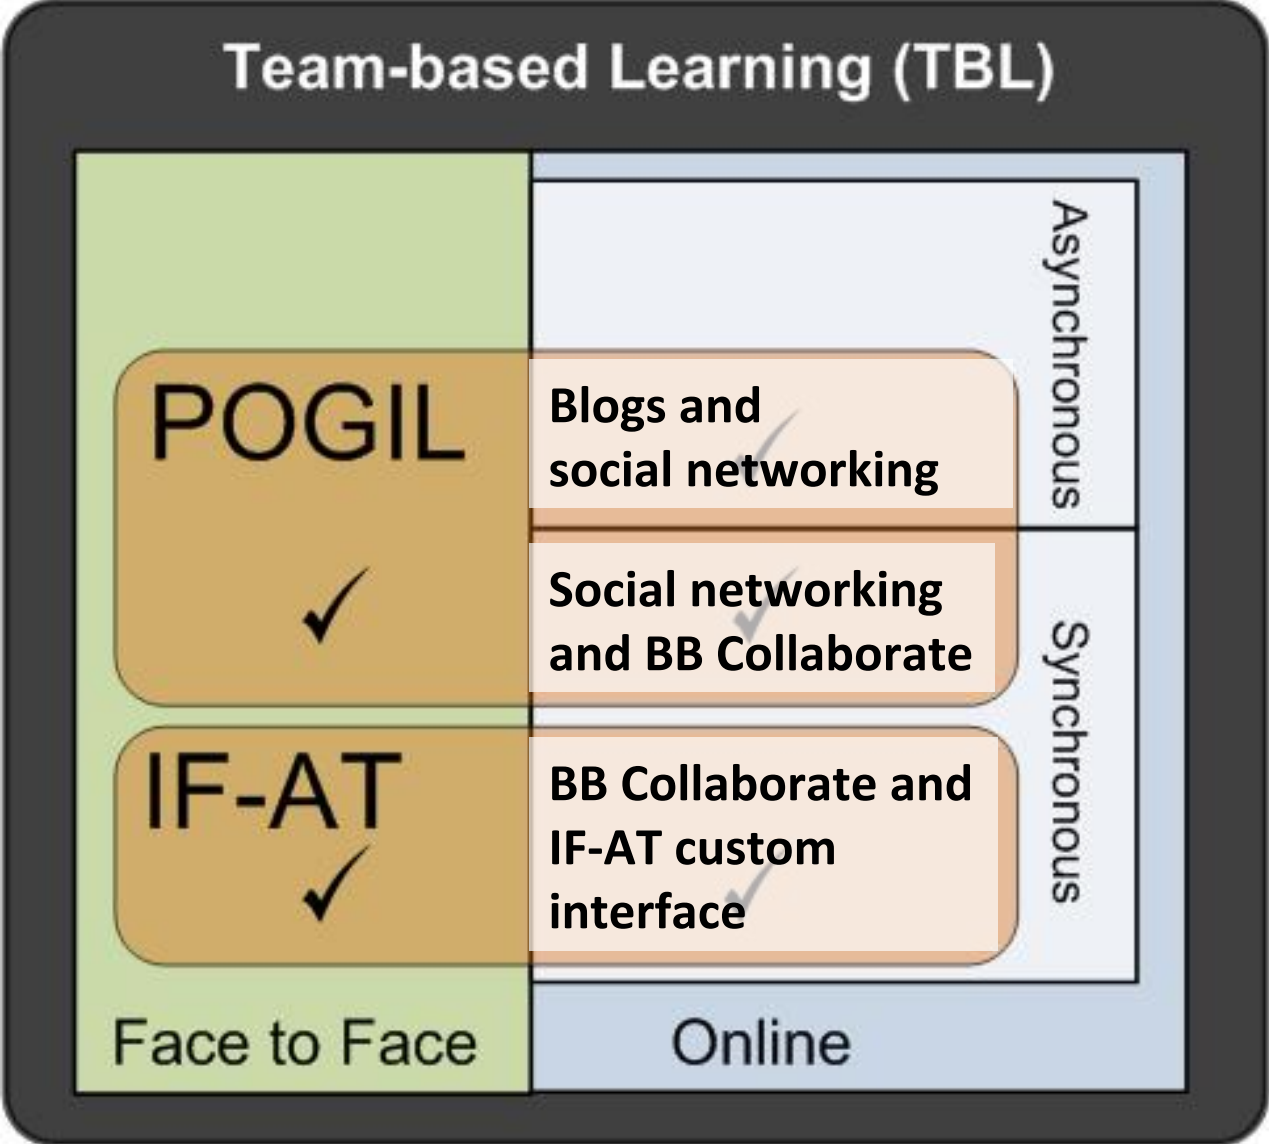 Team-based Learning (TBL)
Asynchronous
POGIL
Blogs and
social networking
Social networking
and BB Collaborate
Synchronous
IF-AT
BB Collaborate and
IF-AT custom
interface
Face to Face
Online